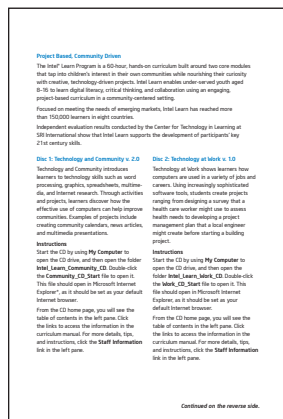 Project Based, Community Driven
The Intel® Learn Program is a 60-hour, hands-on curriculum built around two core modules
that tap into children's interest in their own communities while nourishing their curiosity
with creative, technology-driven projects. Intel Learn enables under-served youth aged
8–16 to learn digital literacy, critical thinking, and collaboration using an engaging,
project-based curriculum in a community-centered setting.
Focused on meeting the needs of emerging markets, Intel Learn has reached more
than 150,000 learners in eight countries.
Independent evaluation results conducted by the Center for Technology in Learning at
SRI International show that Intel Learn supports the development of participants' key
21st century skills.
Disc 1: Technology and Community v. 2.0
Technology and Community introduces
learners to technology skills such as word
processing, graphics, spreadsheets, multime-
dia, and Internet research. Through activities
and projects, learners discover how the
effective use of computers can help improve
communities. Examples of projects include
creating community calendars, news articles,
and multimedia presentations.
Instructions
Start the CD by using My Computer to
open the CD drive, and then open the folder
Intel_Learn_Community_CD. Double-click
the Community_CD_Start file to open it.
This file should open in Microsoft Internet
Explorer*, as it should be set as your default
Internet browser.
From the CD home page, you will see the
table of contents in the left pane. Click
the links to access the information in the
curriculum manual. For more details, tips,
and instructions, click the Staff Information
link in the left pane.
Disc 2: Technology at Work v. 1.0
Technology at Work shows learners how
computers are used in a variety of jobs and
careers. Using increasingly sophisticated
software tools, students create projects
ranging from designing a survey that a
health care worker might use to assess
health needs to developing a project
management plan that a local engineer
might create before starting a building
project.
Instructions
Start the CD by using My Computer to
open the CD drive, and then open the
folder Intel_Learn_Work_CD. Double-click
the Work_CD_Start file to open it. This
file should open in Microsoft Internet
Explorer, as it should be set as your
default Internet browser.
From the CD home page, you will see the
table of contents in the left pane. Click
the links to access the information in the
curriculum manual. For more details, tips,
and instructions, click the Staff Information
link in the left pane.
Continued on the reverse side.